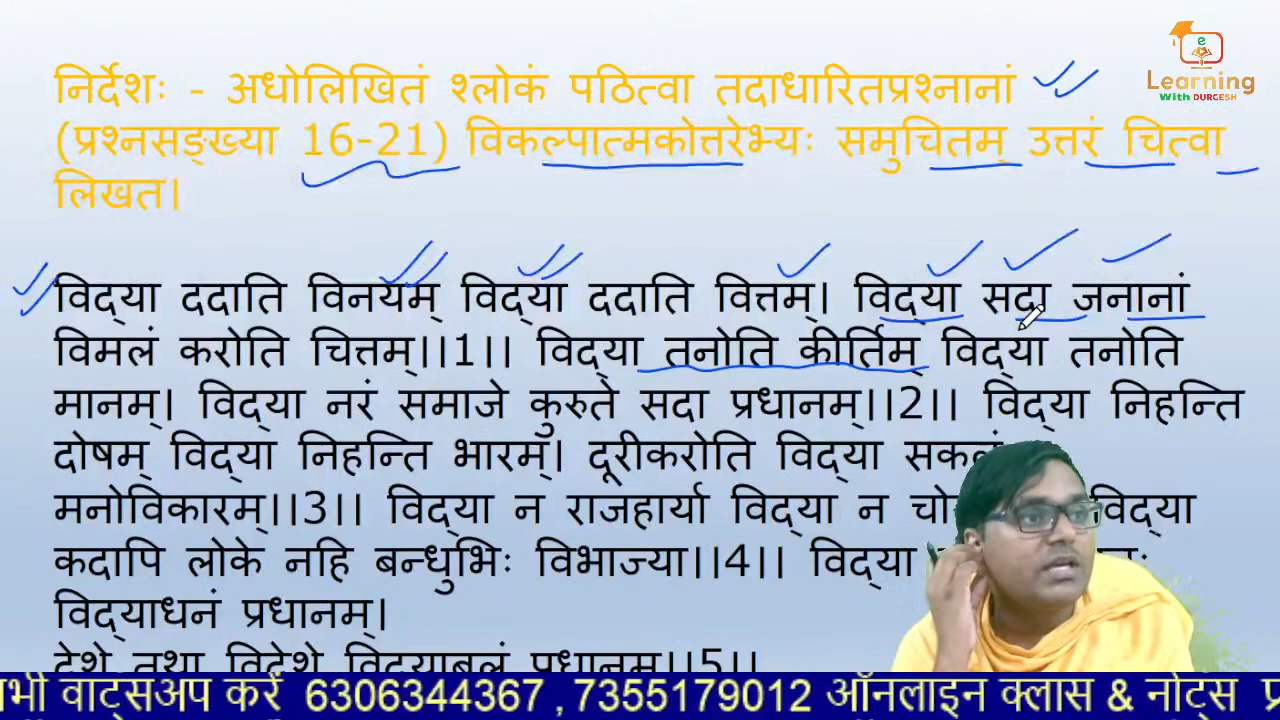 e
Learning
With DURGESH
निर्देशः - अधोलिखितं श्लोकं पठित्वा तदाधारितप्रश्नानां
(प्रश्नसङ्ख्या 16-21) विकल्पात्मकोत्तरेभ्यः समुचितम् उत्तरं चित्वा
लिखत।
विद्या ददाति विनयम् विद्या ददाति वित्तम्। विद्या सदा जनानां
विमलं करोति चित्तम्।।1।। विद्या तनोति कीर्तिम् विद्या तनोति
मानम्। विद्या नरं समाजे कुरुते सदा प्रधानम्।।2।। विद्या निहन्ति
दोषम् विद्या निहन्ति भारम्। दूरीकरोति विद्या सकलं
मनोविकारम्।।3।। विद्या न राजहार्या विद्या न विद्या
कदापि लोके नहि बन्धुभिः विभाज्या।।4।। विद्या
विद्याधनं प्रधानम्।
देशे तथा विदेशे विद्याबलं प्रधानम्।।5।।
भी वाट्सअप करें 6306344367 ,7355179012 ऑनलाइन क्लास & नोट्स